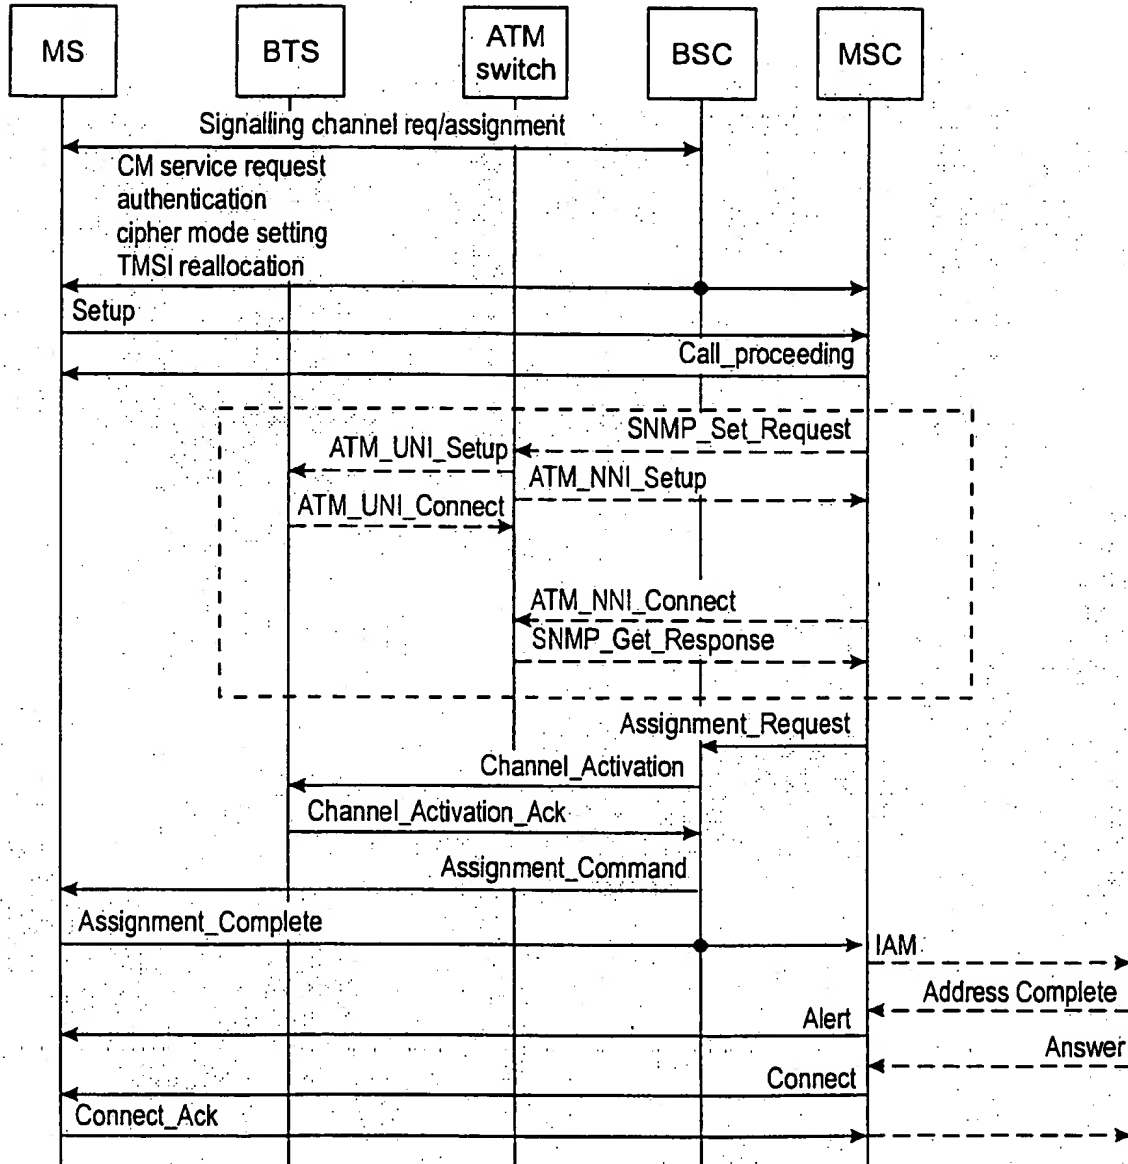 MS
BTS
ATM
switch
BSC
MSC
Signalling channel req/assignment
CM service request
authentication
cipher mode setting
TMSI reallocation
Setup
Call_proceeding
SNMP_Set_Request
ATM_UNI_Setup
ATM_NNI_Setup
ATM_UNI_Connect
ATM_NNI_Connect
SNMP_Get_Response
Assignment_Request
Channel_Activation
Channel_Activation_Ack
Assignment_Command
Assignment_Complete
IAM
Address Complete
Alert
Answer
Connect
Connect_Ack